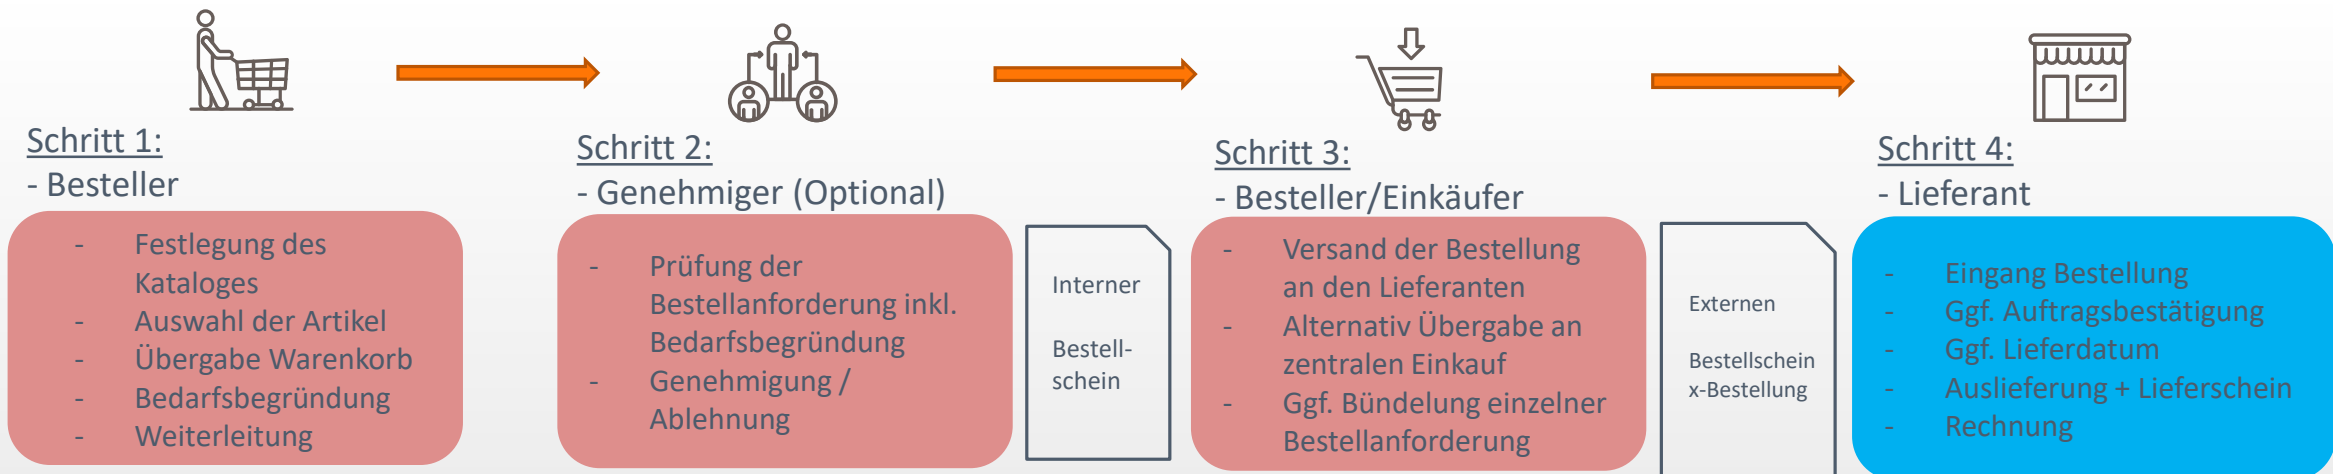 Schritt 1:
- Besteller
- Festlegung des
Kataloges
- Auswahl der Artikel
- Übergabe Warenkorb
- Bedarfsbegründung
- Weiterleitung
Schritt 2:
- Genehmiger (Optional)
- Prüfung der
Bestellanforderung inkl.
Bedarfsbegründung
- Genehmigung /
Ablehnung
Interner
Bestell-
schein
Schritt 3:
- Besteller/Einkäufer
- Versand der Bestellung
an den Lieferanten
- Alternativ Übergabe an
zentralen Einkauf
- Ggf. Bündelung einzelner
Bestellanforderung
Externen
Bestellschein
x-Bestellung
Schritt 4:
- Lieferant
- Eingang Bestellung
- Ggf. Auftragsbestätigung
- Ggf. Lieferdatum
- Auslieferung + Lieferschein
- Rechnung